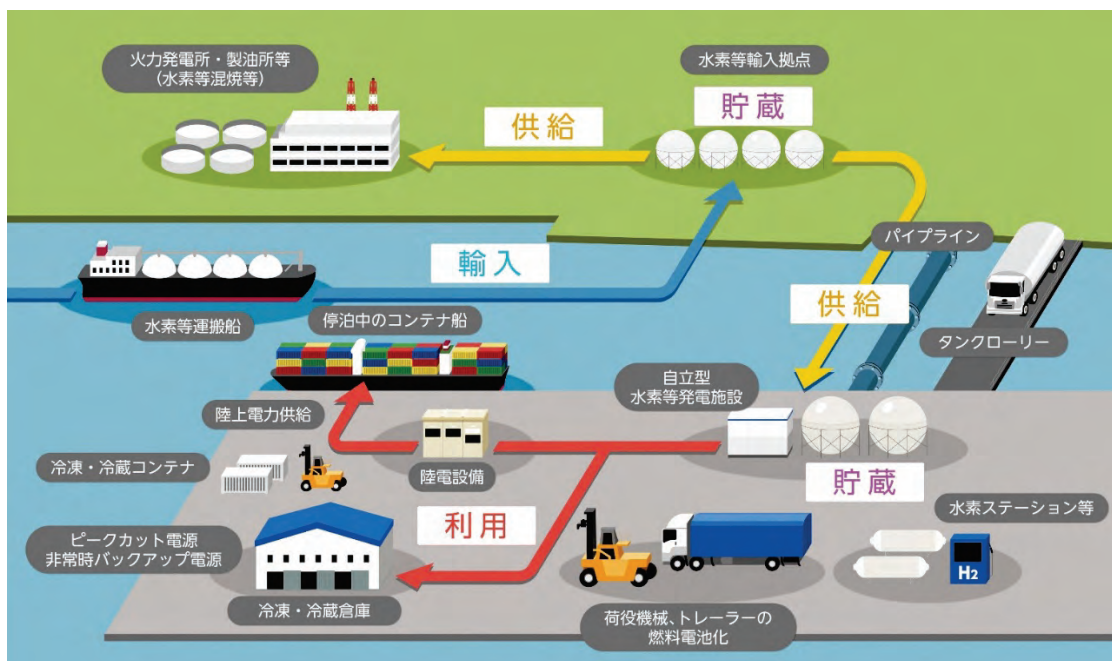 火力発電所・製油所等
(水素等混焼等)
水素等輸入拠点
貯蔵
供給
パイプライン
輸入
供給
タンクローリー
水素等運搬船
停泊中のコンテナ船
自立型
水素等発電施設
陸上電力供給
冷凍・冷蔵コンテナ
陸電設備
貯蔵
水素ステーション等
利用
ピークカット電源
非常時バックアップ電源
H2
冷凍・冷蔵倉庫
荷役機械、トレーラーの
燃料電池化